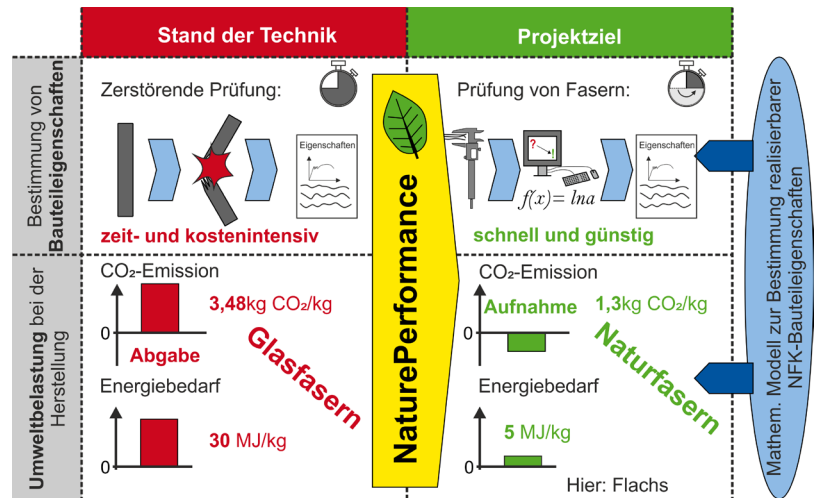 Stand der Technik
Projektziel
Bestimmung von
Bauteileigenschaften
Zerstörende Prüfung:
Eigenschaften
zeit- und kostenintensiv
NaturePerformance
Prüfung von Fasern:
?
!
f(x)= lna
Eigenschaften
schnell und günstig
Umweltbelastung bei der
Herstellung
CO₂-Emission
3,48kg CO₂/kg
0
Abgabe
Glasfasern
Energiebedarf
30 MJ/kg
0
CO₂-Emission
Aufnahme
1,3kg CO₂/kg
0
Naturfasern
Energiebedarf
5 MJ/kg
0
Hier: Flachs
Mathem. Modell zur Bestimmung realisierbarer
NFK-Bauteileigenschaften